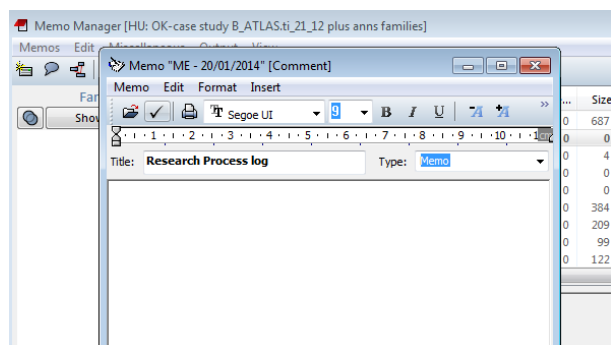 Memo Manager [HU: OK-case study B_ATLAS.ti_21_12 plus anns families]
Memos Edit Miscellaneous Output View
Memo "ME - 20/01/2014" [Comment]
Memo Edit Format Insert
Segoe UI 9 B I U A A »
1 2 3 4 5 6 7 8 9 10
Title: Research Process log Type: Memo
Far
Show
... Size
0 687
0 0
0 4
0 0
0 0
0 384
0 209
0 99
0 122